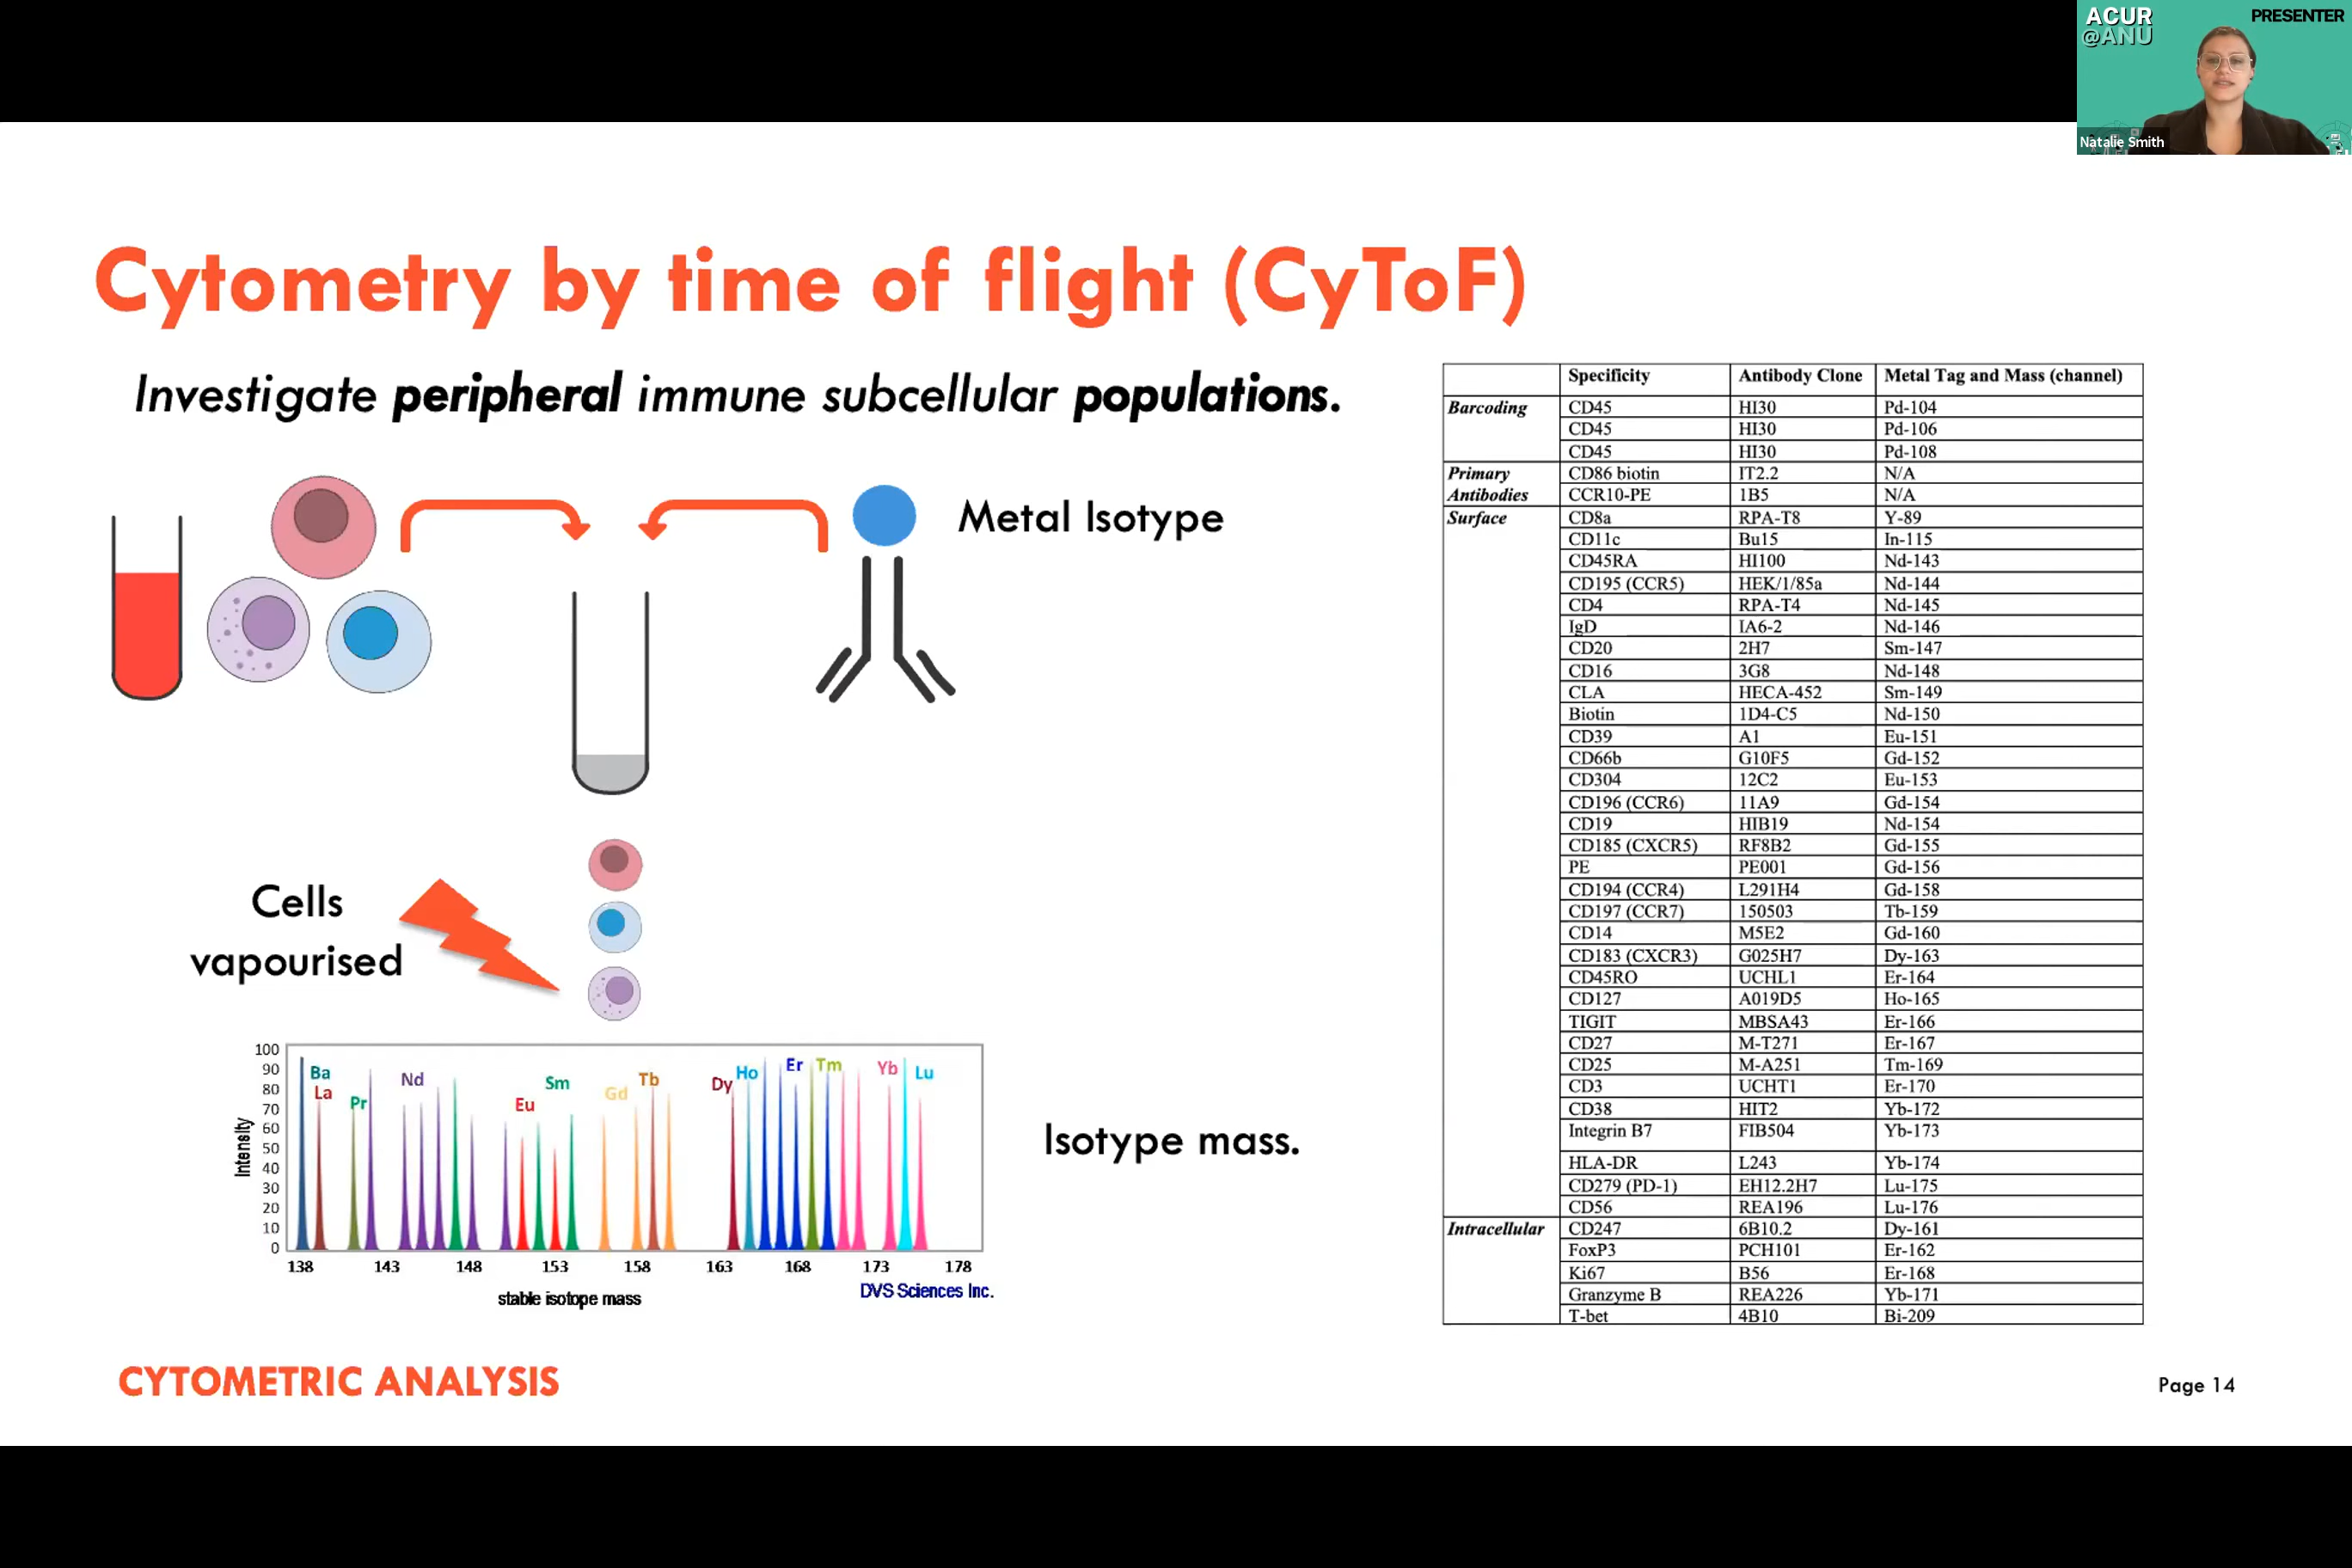 ACUR
@ANU
PRESENTER
Natalie Smith
Cytometry by time of flight (CyToF)
Investigate peripheral immune subcellular populations.
Metal Isotype
Cells
vapourised
100
90
80
70
60
50
40
30
20
10
0
Intensity
Ba
La
Pr
Nd
Eu
Sm
Gd
Tb
Dy
Ho
Er
Tm
Yb
Lu
138 143 148 153 158 163 168 173 178
stable isotope mass
DVS Sciences Inc.
Isotype mass.
Specificity Antibody Clone Metal Tag and Mass (channel)
Barcoding CD45 HI30 Pd-104
CD45 HI30 Pd-106
CD45 HI30 Pd-108
Primary CD86 biotin IT2.2 N/A
Antibodies CCR10-PE 1B5 N/A
Surface CD8a RPA-T8 Y-89
CD11c Bu15 In-115
CD45RA HI100 Nd-143
CD195 (CCR5) HEK/1/85a Nd-144
CD4 RPA-T4 Nd-145
IgD IA6-2 Nd-146
CD20 2H7 Sm-147
CD16 3G8 Nd-148
CLA HECA-452 Sm-149
Biotin 1D4-C5 Nd-150
CD39 A1 Eu-151
CD66b G10F5 Gd-152
CD304 12C2 Eu-153
CD196 (CCR6) 11A9 Gd-154
CD19 HIB19 Nd-154
CD185 (CXCR5) RF8B2 Gd-155
PE PE001 Gd-156
CD194 (CCR4) L291H4 Gd-158
CD197 (CCR7) 150503 Tb-159
CD14 M5E2 Gd-160
CD183 (CXCR3) G025H7 Dy-163
CD45RO UCHL1 Er-164
CD127 A019D5 Ho-165
TIGIT MBSA43 Er-166
CD27 M-T271 Er-167
CD25 M-A251 Tm-169
CD3 UCHT1 Er-170
CD38 HIT2 Yb-172
Integrin B7 FIB504 Yb-173
HLA-DR L243 Yb-174
CD279 (PD-1) EH12.2H7 Lu-175
CD56 REA196 Lu-176
Intracellular CD247 6B10.2 Dy-161
FoxP3 PCH101 Er-162
Ki67 B56 Er-168
Granzyme B REA226 Yb-171
T-bet 4B10 Bi-209
CYTOMETRIC ANALYSIS
Page 14